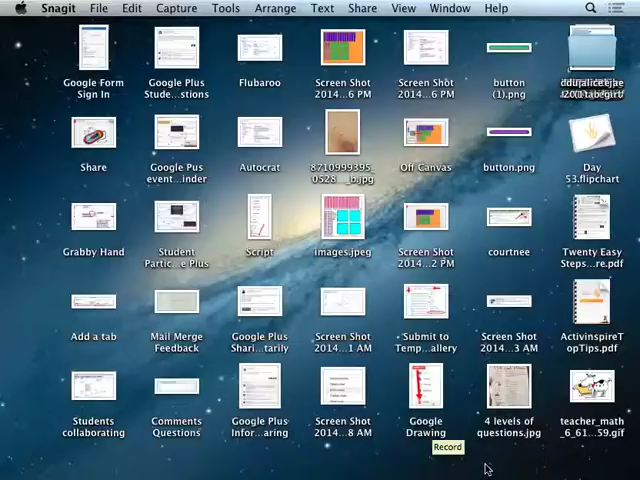 Snagit File Edit Capture Tools Arrange Text Share View Window Help
Google Form
Sign In
Google Plus
Stude...stions
Flubaroo
Screen Shot
2014...6 PM
Screen Shot
2014...6 PM
button
(1).png
Share
Google Pus
event...inder
Autocrat
8710999395
_0528..._b.jpg
Off Canvas
button.png
Day
53.flipchart
Grabby Hand
Student
Partic...e Plus
Script
images.jpeg
Screen Shot
2014...2 PM
courtnee
Twenty Easy
Steps...re.pdf
Add a tab
Mail Merge
Feedback
Google Plus
Shari...tarily
Screen Shot
2014...1 AM
Submit to
Temp...allery
Screen Shot
2014...3 AM
ActivinspireT
opTips.pdf
Students
collaborating
Comments
Questions
Google Plus
Infor...aring
Screen Shot
2014...8 AM
Google
Drawing
4 levels of
questions.jpg
teacher_math
_6_61...59.gif
Record